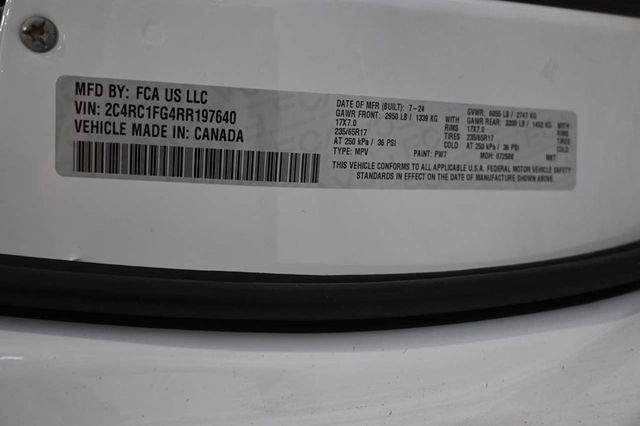 MFD BY: FCA US LLC
VIN: 2C4RC1FG4RR197640
VEHICLE MADE IN: CANADA
DATE OF MFR (BUILT): 7-24
GAWR FRONT: 2950 LB / 1339 KG
17X7.0 RIMS
235/65R17 TIRES
AT 250 kPa / 36 PSI COLD
TYPE: MPV PAINT: PW7
GVWR: 6055 LB / 2747 KG
GAWR REAR: 3200 LB / 1452 KG
17X7.0 RIMS
235/65R17 TIRES
AT 250 kPa / 36 PSI COLD
MDH: 072508 MKT
THIS VEHICLE CONFORMS TO ALL APPLICABLE U.S.A. FEDERAL MOTOR VEHICLE SAFETY
STANDARDS IN EFFECT ON THE DATE OF MANUFACTURE SHOWN ABOVE.